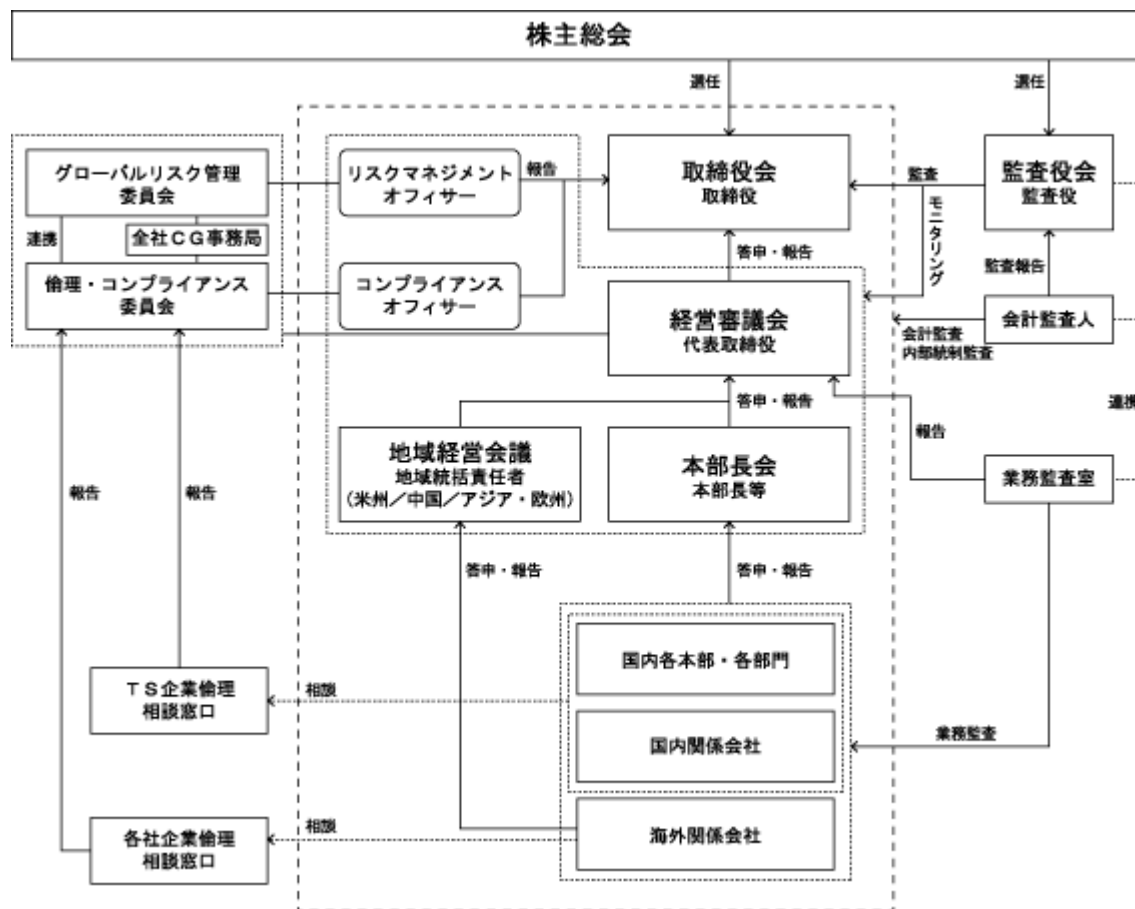 株主総会
選任
選任
グローバルリスク管理
委員会
リスクマネジメント
オフィサー
報告
取締役会
取締役
監査
監査役会
監査役
モニタリング
連携
全社CG事務局
答申・報告
監査報告
倫理・コンプライアンス
委員会
コンプライアンス
オフィサー
経営審議会
代表取締役
会計監査
内部統制監査
会計監査人
答申・報告
連携
報告
地域経営会議
地域統括責任者
(米州/中国/アジア・欧州)
本部長会
本部長等
業務監査室
報告
報告
答申・報告
答申・報告
国内各本部・各部門
TS企業倫理
相談窓口
相談
国内関係会社
業務監査
各社企業倫理
相談窓口
相談
海外関係会社